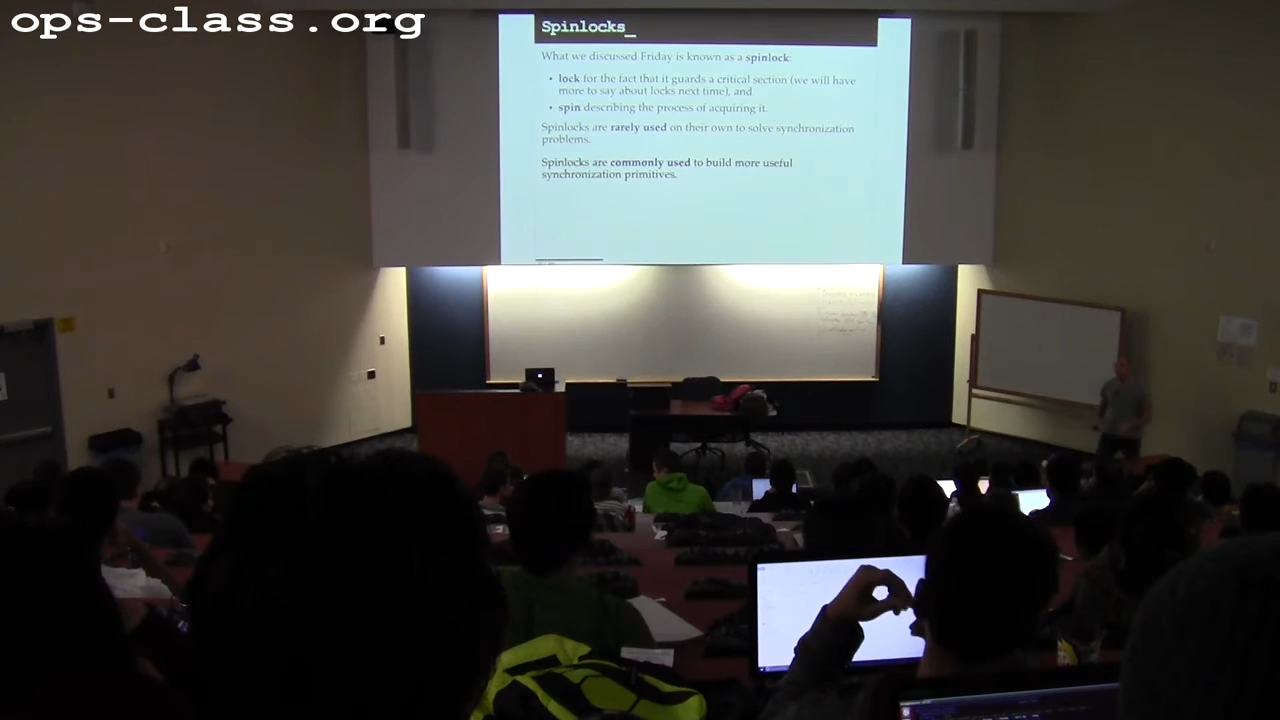 ops-class.org
Spinlocks_
What we discussed Friday is known as a spinlock:
• lock for the fact that it guards a critical section (we will have
more to say about locks next time), and
• spin describing the process of acquiring it.
Spinlocks are rarely used on their own to solve synchronization
problems.
Spinlocks are commonly used to build more useful
synchronization primitives.